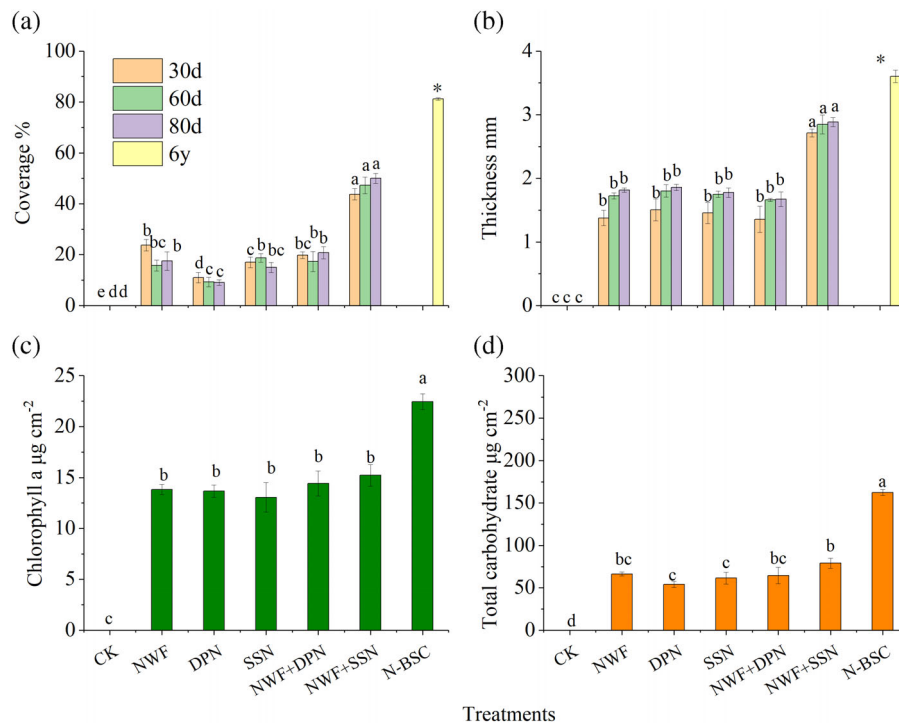 (a)
100
80
60
40
20
0
Coverage %
30d
60d
80d
6y
e d d
b bc b
d c c
c b bc
bc b b
a a a
*
(b)
4
3
2
1
0
Thickness mm
c c c
b b b
b b b
b b b
b b b
a a a
*
(c)
25
20
15
10
5
0
Chlorophyll a µg cm⁻²
c b b b b b a
CK NWF DPN SSN NWF+DPN NWF+SSN N-BSC
(d)
300
250
200
150
100
50
0
Total carbohydrate µg cm⁻²
d bc c c bc b a
CK NWF DPN SSN NWF+DPN NWF+SSN N-BSC
Treatments